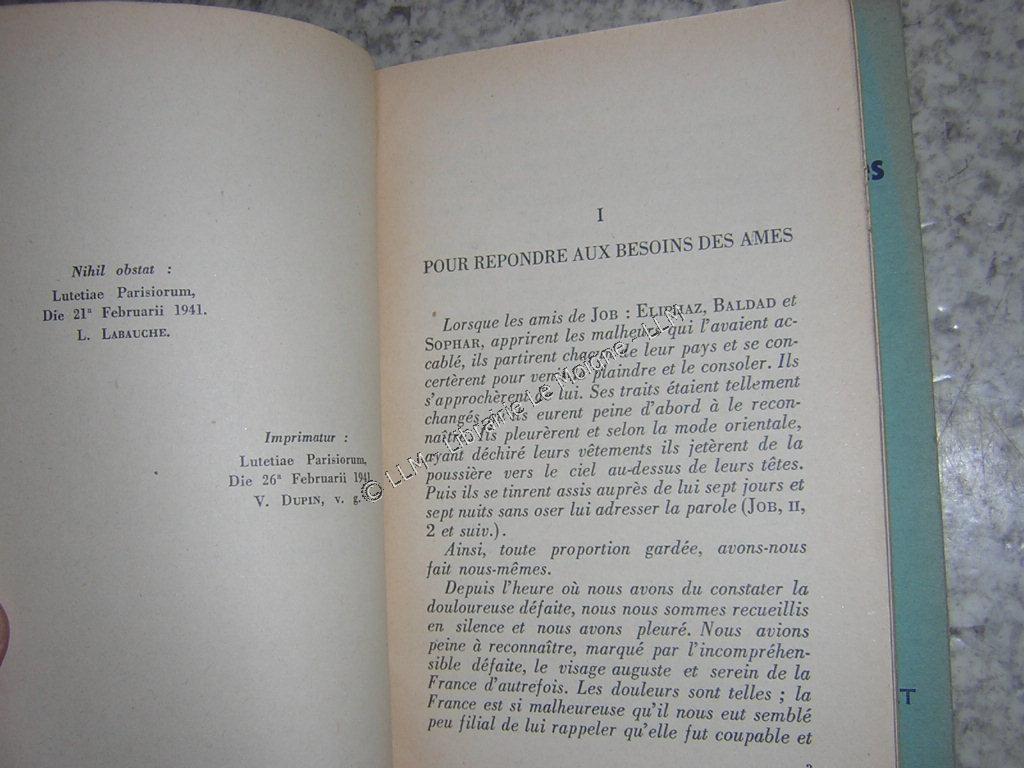 Nihil obstat :
Lutetiae Parisiorum,
Die 21ª Februarii 1941.
L. LABAUCHE.
Imprimatur :
Lutetiae Parisiorum,
Die 26ª Februarii 1941.
V. DUPIN, v. g.
I
POUR REPONDRE AUX BESOINS DES AMES
Lorsque les amis de JOB : ELIPHAZ, BALDAD et
SOPHAR, apprirent les malheurs qui l'avaient ac-
cablé, ils partirent chacun de leur pays et se con-
certèrent pour venir le plaindre et le consoler. Ils
s'approchèrent de lui. Ses traits étaient tellement
changés qu'ils eurent peine d'abord à le recon-
naître. Ils pleurèrent et selon la mode orientale,
ayant déchiré leurs vêtements ils jetèrent de la
poussière vers le ciel au-dessus de leurs têtes.
Puis ils se tinrent assis auprès de lui sept jours et
sept nuits sans oser lui adresser la parole (JOB, II,
2 et suiv.).
Ainsi, toute proportion gardée, avons-nous
fait nous-mêmes.
Depuis l'heure où nous avons du constater la
douloureuse défaite, nous nous sommes recueillis
en silence et nous avons pleuré. Nous avions
peine à reconnaître, marqué par l'incompréhen-
sible défaite, le visage auguste et serein de la
France d'autrefois. Les douleurs sont telles ; la
France est si malheureuse qu'il nous eut semblé
peu filial de lui rappeler qu'elle fut coupable et
© LLM - Librairie Le Moigne - LLM
s
T